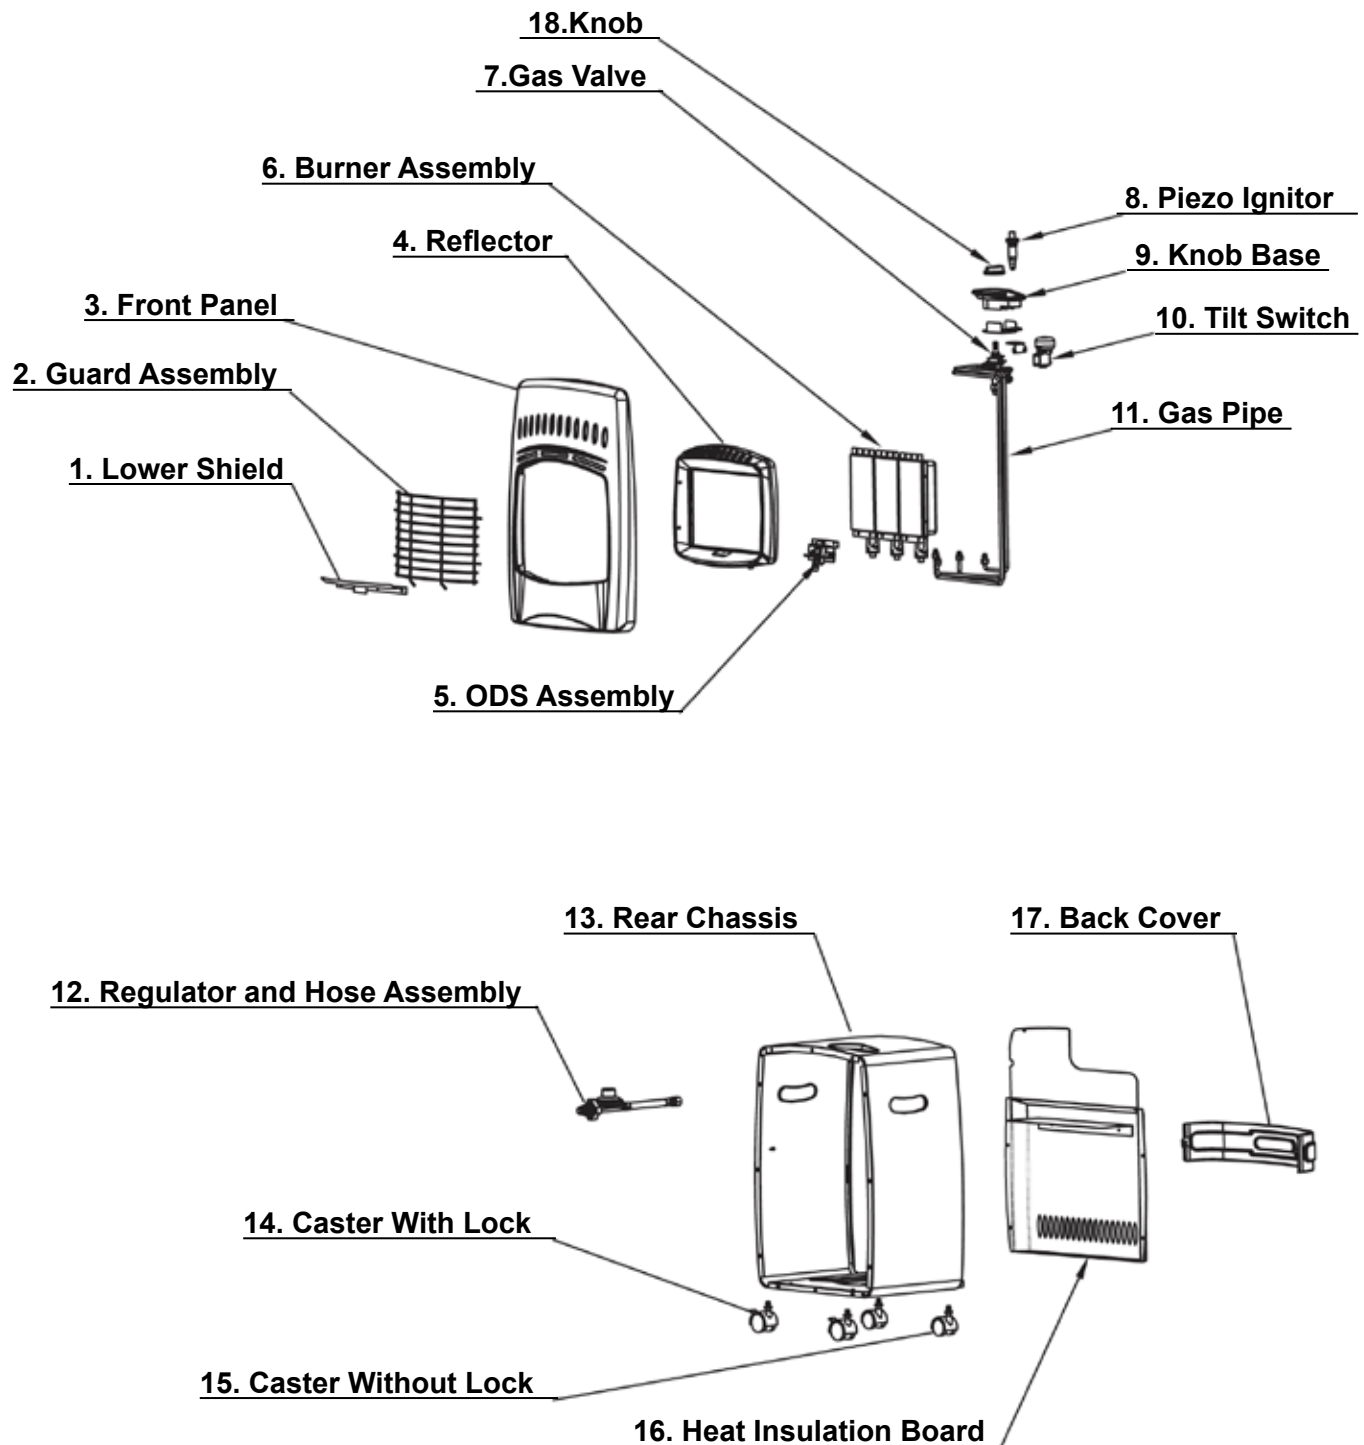 18.Knob
7.Gas Valve
6. Burner Assembly
8. Piezo Ignitor
4. Reflector
9. Knob Base
3. Front Panel
10. Tilt Switch
2. Guard Assembly
11. Gas Pipe
1. Lower Shield
5. ODS Assembly
13. Rear Chassis
17. Back Cover
12. Regulator and Hose Assembly
14. Caster With Lock
15. Caster Without Lock
16. Heat Insulation Board